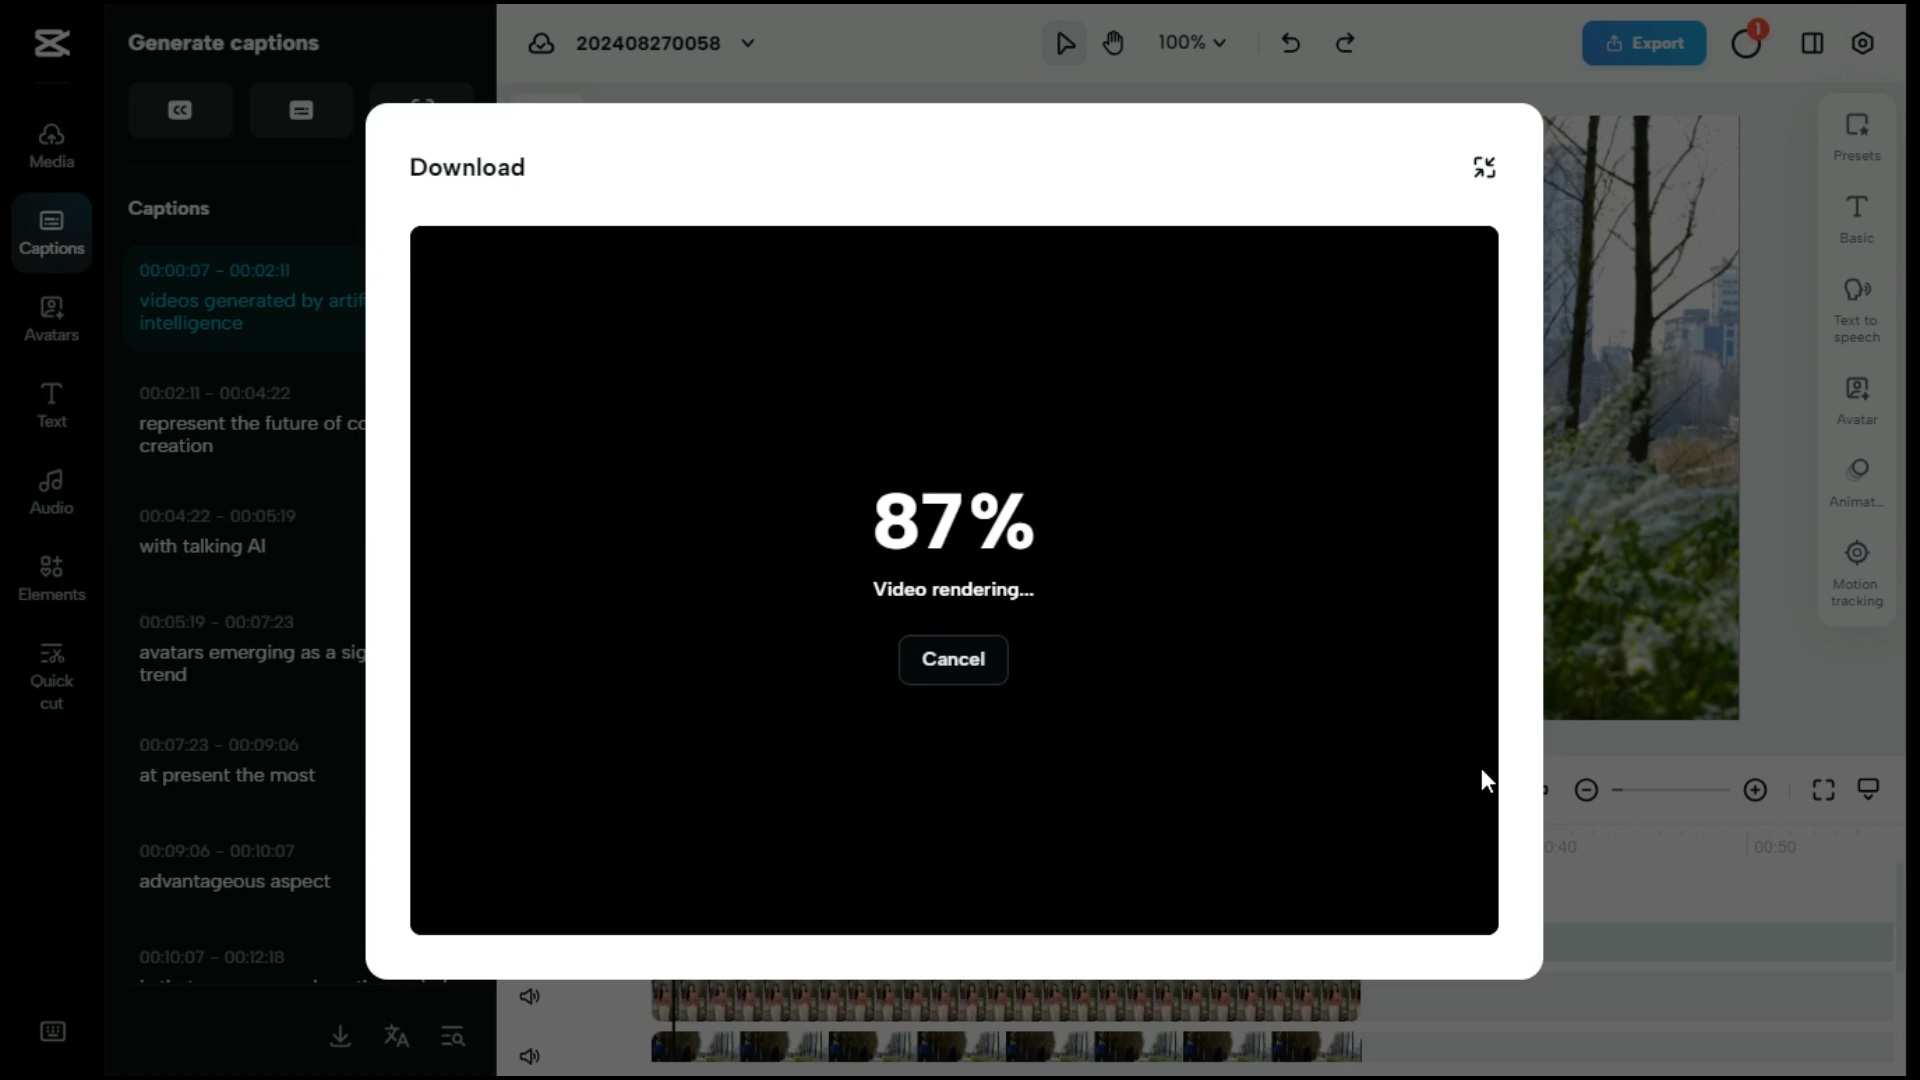 Generate captions
202408270058
100%
Export
1
CC
Media
Captions
Avatars
Text
Audio
Elements
Quick
cut
Captions
00:00:07 - 00:02:11
videos generated by
intelligence
00:02:11 - 00:04:22
represent the future of
creation
00:04:22 - 00:05:19
with talking AI
00:05:19 - 00:07:23
avatars emerging as a
trend
00:07:23 - 00:09:06
at present the most
00:09:06 - 00:10:07
advantageous aspect
00:10:07 - 00:12:18
Download
87%
Video rendering...
Cancel
Presets
Basic
Text to
speech
Avatar
Animat...
Motion
tracking
0:40
00:50